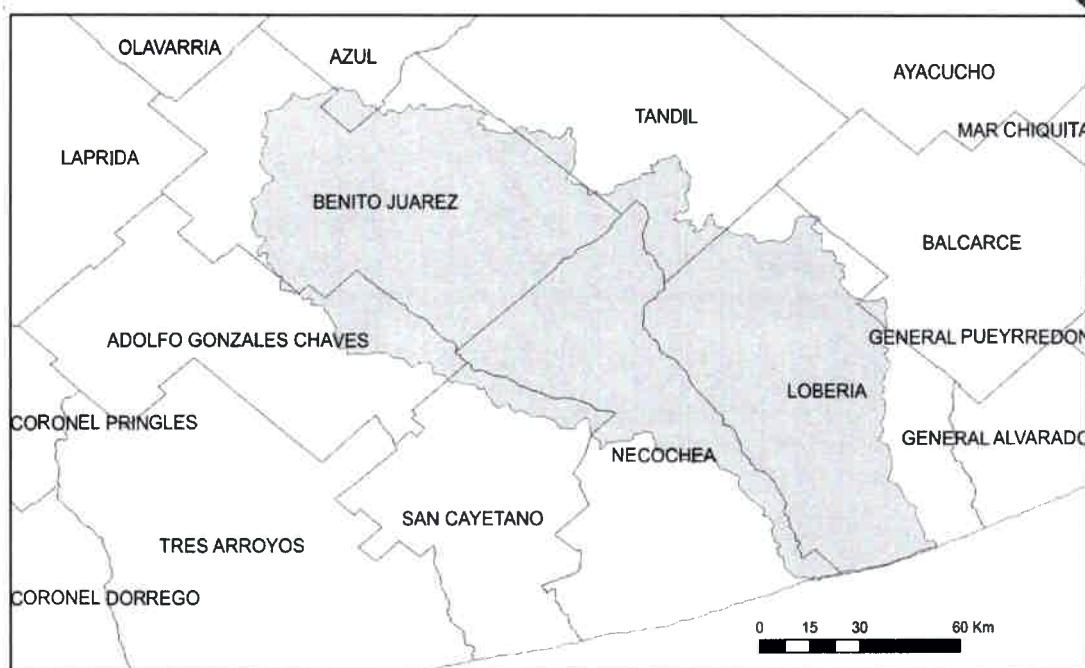 OLAVARRIA
AZUL
AYACUCHO
TANDIL
MAR CHIQUITA
LAPRIDA
BENITO JUAREZ
BALCARCE
ADOLFO GONZALES CHAVES
GENERAL PUEYRREDON
LOBERIA
CORONEL PRINGLES
GENERAL ALVARADO
NECOCHEA
SAN CAYETANO
TRES ARROYOS
CORONEL DORREGO
0 15 30 60 Km